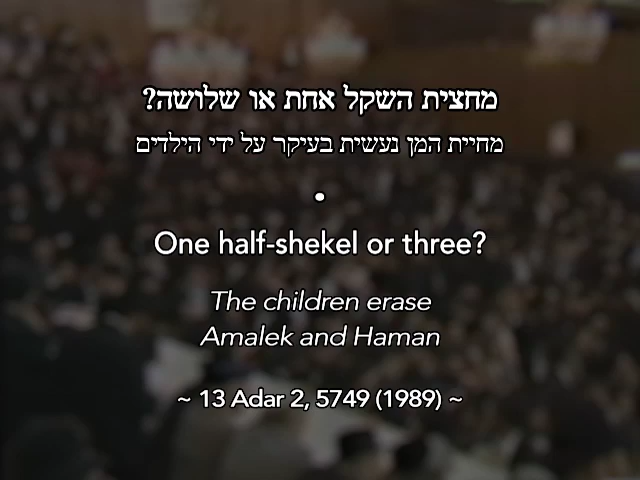 מחצית השקל אחת או שלושה?
מחיית המן נעשית בעיקר על ידי הילדים
•
One half-shekel or three?
The children erase
Amalek and Haman
~ 13 Adar 2, 5749 (1989) ~